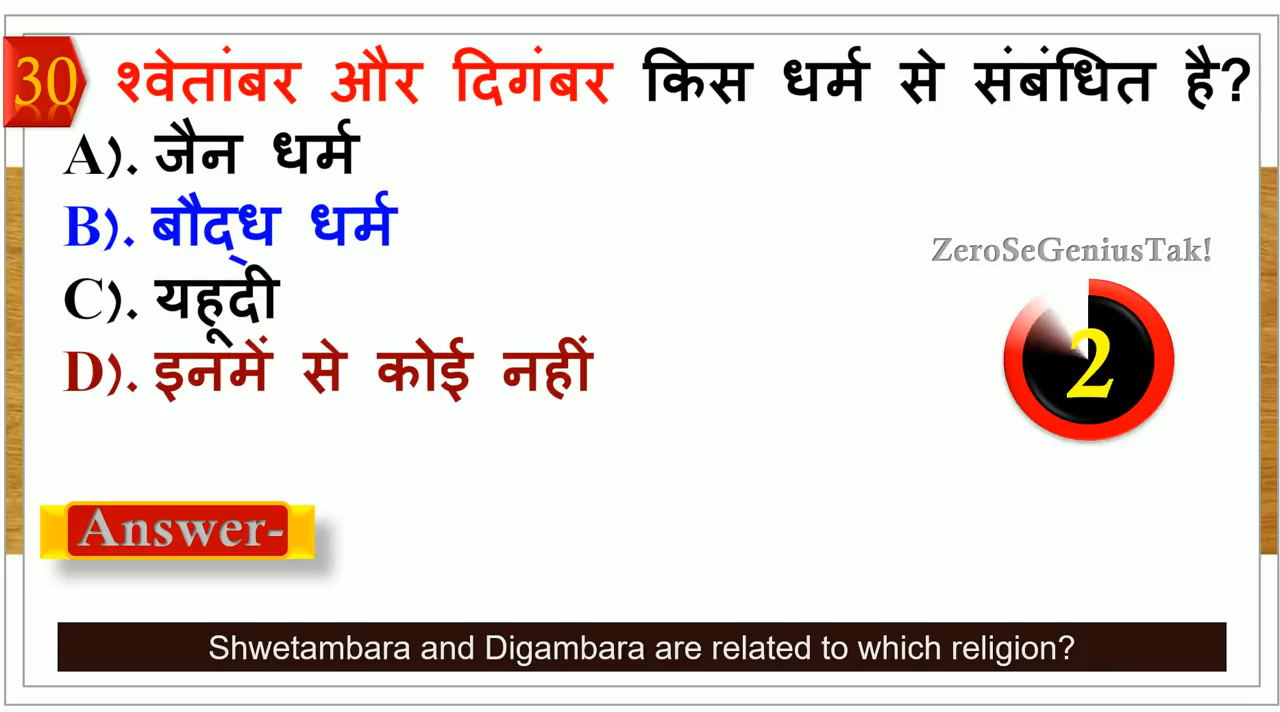 30 श्वेतांबर और दिगंबर किस धर्म से संबंधित है?
A). जैन धर्म
B). बौद्ध धर्म
C). यहूदी
D). इनमें से कोई नहीं
ZeroSeGeniusTak!
2
Answer-
Shwetambara and Digambara are related to which religion?